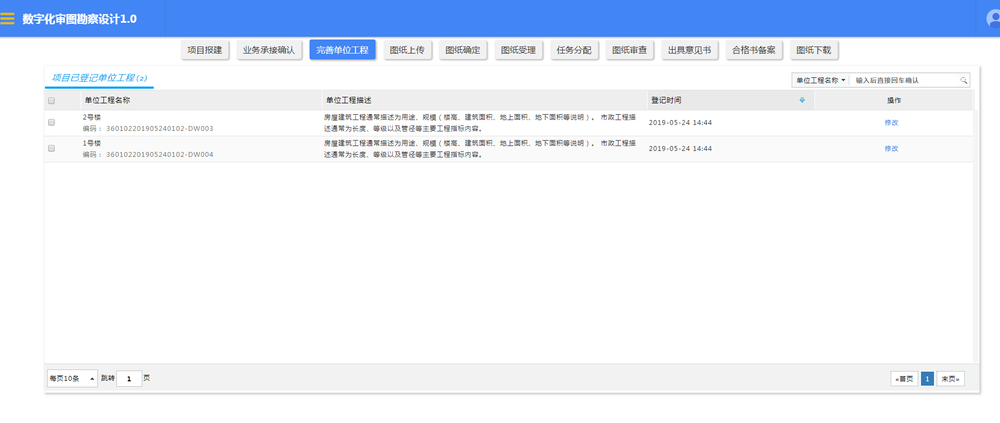 数字化审图勘察设计1.0
项目报建 业务承接确认 完善单位工程 图纸上传 图纸确定 图纸受理 任务分配 图纸审查 出具意见书 合格书备案 图纸下载
项目已登记单位工程(2)
单位工程名称 输入后直接回车确认
单位工程名称 单位工程描述 登记时间 操作
2号楼
编码： 360102201905240102-DW003
房屋建筑工程通常描述为用途、规模（楼高、建筑面积、地上面积、地下面积等说明）。 市政工程描
述通常为长度、等级以及管径等主要工程指标内容。
2019-05-24 14:44
修改
1号楼
编码： 360102201905240102-DW004
房屋建筑工程通常描述为用途、规模（楼高、建筑面积、地上面积、地下面积等说明）。 市政工程描
述通常为长度、等级以及管径等主要工程指标内容。
2019-05-24 14:44
修改
每页10条 跳转 1 页
«首页 1 末页»